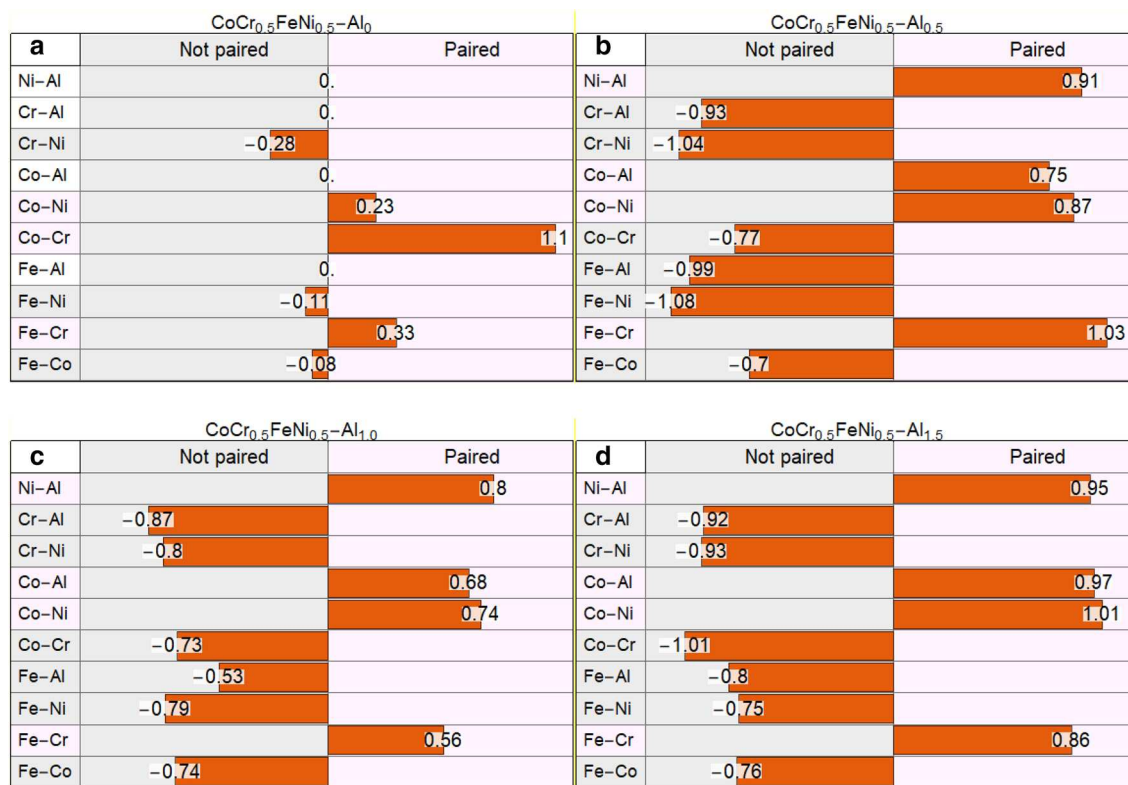 CoCr0.5FeNi0.5–Al0
a Not paired Paired
Ni–Al 0.
Cr–Al 0.
Cr–Ni −0.28
Co–Al 0.
Co–Ni 0.23
Co–Cr 1.1
Fe–Al 0.
Fe–Ni −0.11
Fe–Cr 0.33
Fe–Co −0.08
CoCr0.5FeNi0.5–Al0.5
b Not paired Paired
Ni–Al 0.91
Cr–Al −0.93
Cr–Ni −1.04
Co–Al 0.75
Co–Ni 0.87
Co–Cr −0.77
Fe–Al −0.99
Fe–Ni −1.08
Fe–Cr 1.03
Fe–Co −0.7
CoCr0.5FeNi0.5–Al1.0
c Not paired Paired
Ni–Al 0.8
Cr–Al −0.87
Cr–Ni −0.8
Co–Al 0.68
Co–Ni 0.74
Co–Cr −0.73
Fe–Al −0.53
Fe–Ni −0.79
Fe–Cr 0.56
Fe–Co −0.74
CoCr0.5FeNi0.5–Al1.5
d Not paired Paired
Ni–Al 0.95
Cr–Al −0.92
Cr–Ni −0.93
Co–Al 0.97
Co–Ni 1.01
Co–Cr −1.01
Fe–Al −0.8
Fe–Ni −0.75
Fe–Cr 0.86
Fe–Co −0.76